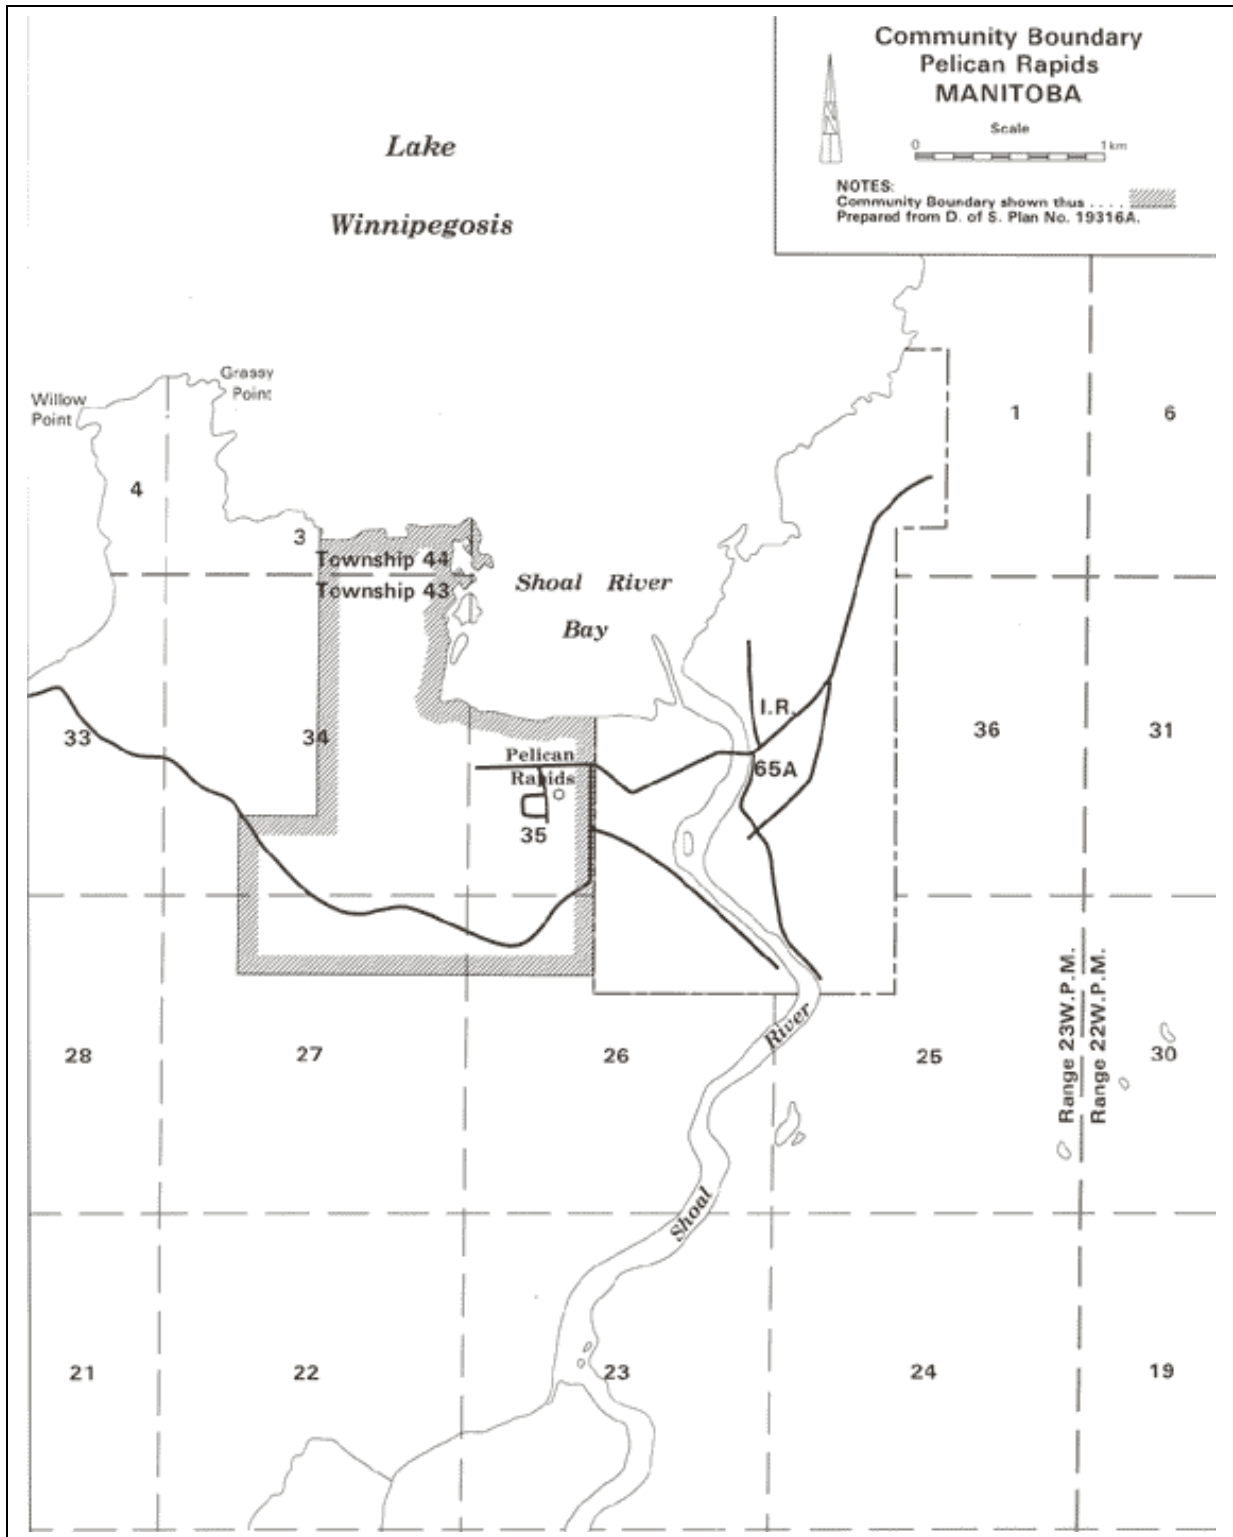 Community Boundary
Pelican Rapids
MANITOBA
Scale
0 1 km
NOTES:
Community Boundary shown thus . . . .
Prepared from D. of S. Plan No. 19316A.
Lake
Winnipegosis
Grassy
Point
Willow
Point
1
6
4
3
Township 44
Township 43
Shoal River
Bay
I.R.
65A
33
34
36
31
Pelican
Rapids
35
Range 23W.P.M.
Range 22W.P.M.
28
27
26
25
30
River
Shoal
21
22
23
24
19